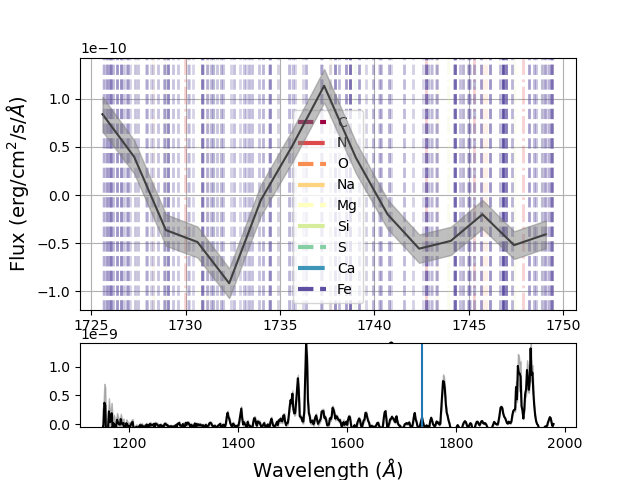 1e−10
Flux (erg/cm²/s/Å)
1.0
0.5
0.0
−0.5
−1.0
C
N
O
Na
Mg
Si
S
Ca
Fe
1725 1730 1735 1740 1745 1750
1e−9
1.0
0.5
0.0
1200 1400 1600 1800 2000
Wavelength (Å)